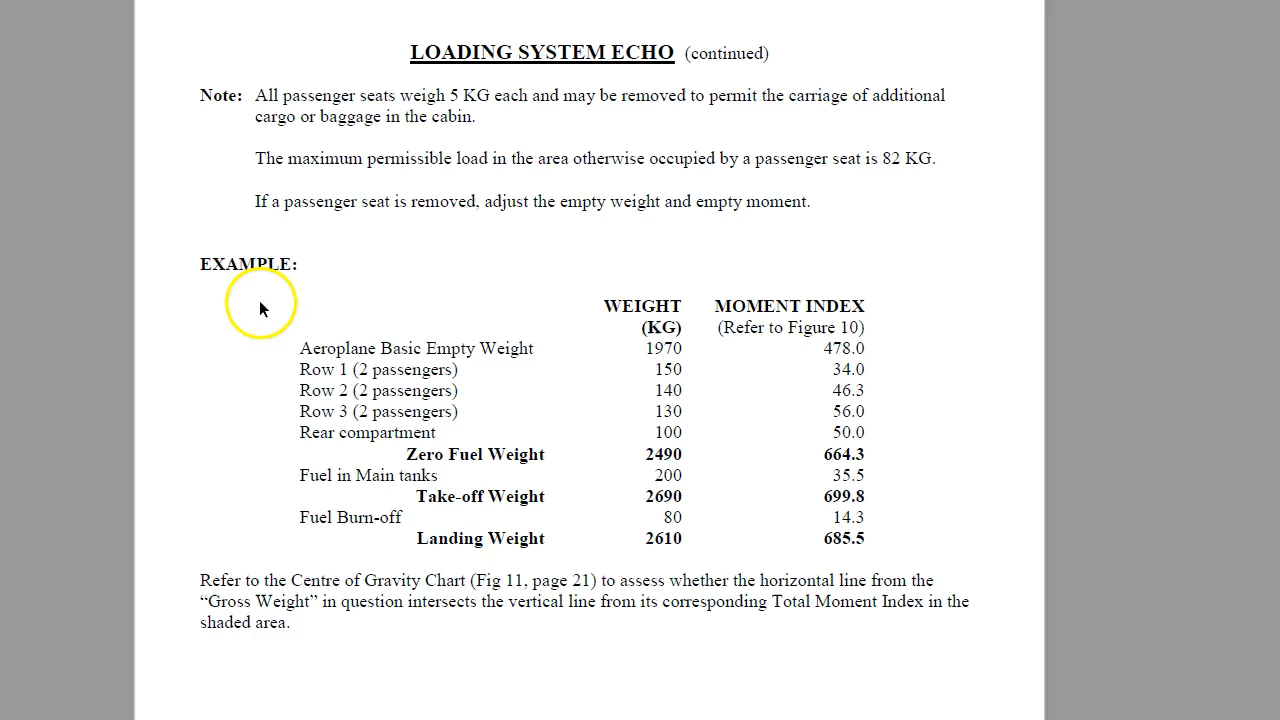 LOADING SYSTEM ECHO (continued)
Note: All passenger seats weigh 5 KG each and may be removed to permit the carriage of additional
cargo or baggage in the cabin.
The maximum permissible load in the area otherwise occupied by a passenger seat is 82 KG.
If a passenger seat is removed, adjust the empty weight and empty moment.
EXAMPLE:
WEIGHT MOMENT INDEX
(KG) (Refer to Figure 10)
Aeroplane Basic Empty Weight 1970 478.0
Row 1 (2 passengers) 150 34.0
Row 2 (2 passengers) 140 46.3
Row 3 (2 passengers) 130 56.0
Rear compartment 100 50.0
Zero Fuel Weight 2490 664.3
Fuel in Main tanks 200 35.5
Take-off Weight 2690 699.8
Fuel Burn-off 80 14.3
Landing Weight 2610 685.5
Refer to the Centre of Gravity Chart (Fig 11, page 21) to assess whether the horizontal line from the
“Gross Weight” in question intersects the vertical line from its corresponding Total Moment Index in the
shaded area.